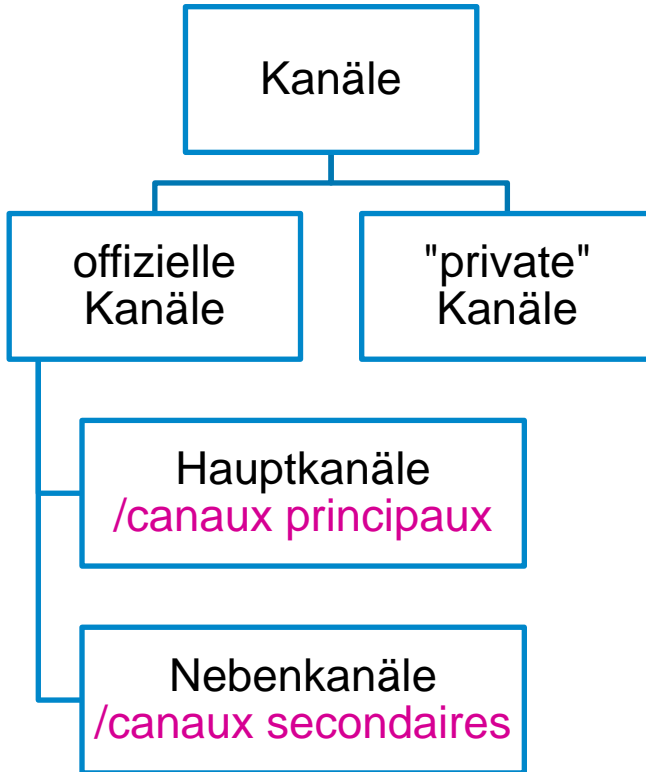 Kanäle
offizielle
Kanäle
"private"
Kanäle
Hauptkanäle
/canaux principaux
Nebenkanäle
/canaux secondaires